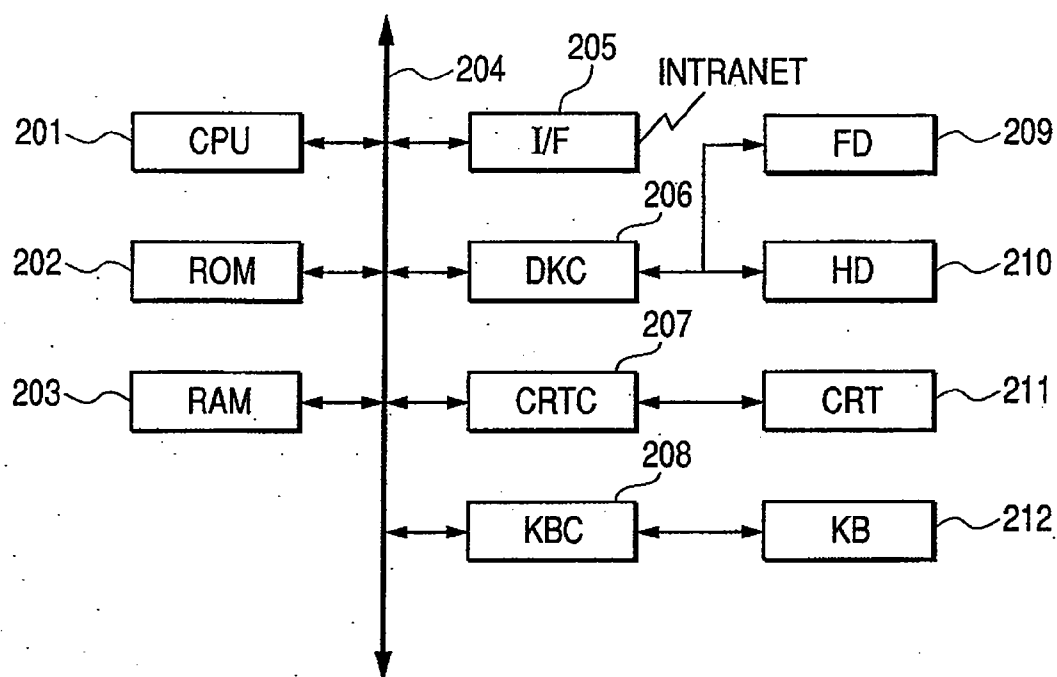 204
205
INTRANET
201
CPU
I/F
FD
209
206
202
ROM
DKC
HD
210
207
203
RAM
CRTC
CRT
211
208
KBC
KB
212